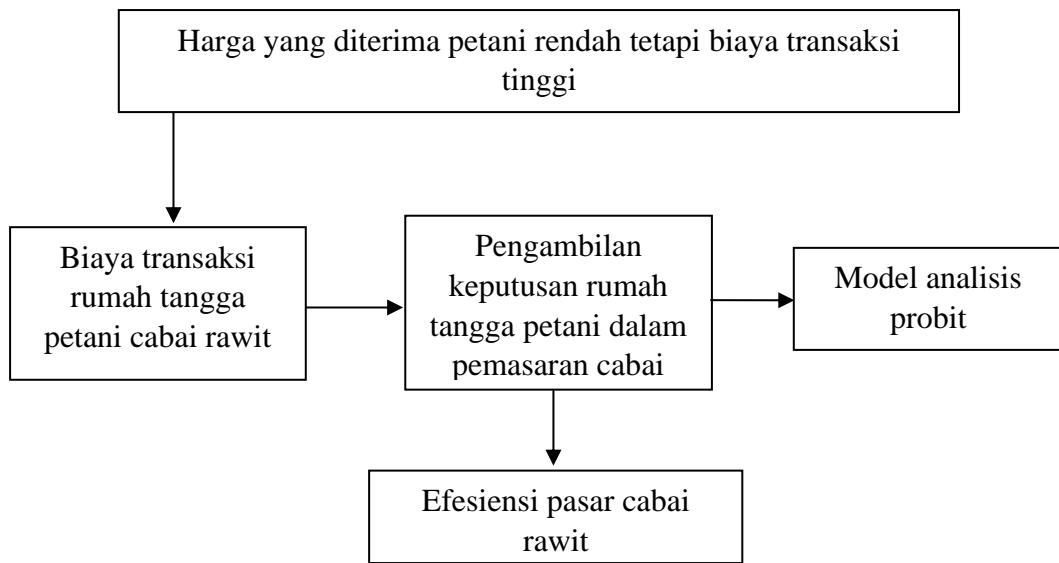 Harga yang diterima petani rendah tetapi biaya transaksi
tinggi
Biaya transaksi
rumah tangga
petani cabai rawit
Pengambilan
keputusan rumah
tangga petani dalam
pemasaran cabai
Model analisis
probit
Efesiensi pasar cabai
rawit